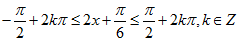 -π/2 + 2kπ ≤ 2x + π/6 ≤ π/2 + 2kπ, k ∈ Z